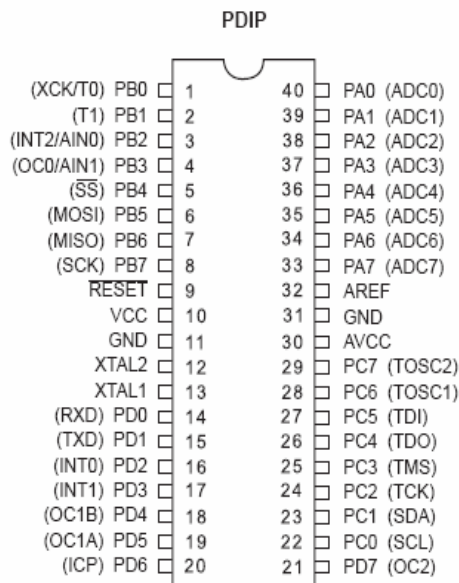 PDIP
(XCK/T0) PB0 1 40 PA0 (ADC0)
(T1) PB1 2 39 PA1 (ADC1)
(INT2/AIN0) PB2 3 38 PA2 (ADC2)
(OC0/AIN1) PB3 4 37 PA3 (ADC3)
(SS) PB4 5 36 PA4 (ADC4)
(MOSI) PB5 6 35 PA5 (ADC5)
(MISO) PB6 7 34 PA6 (ADC6)
(SCK) PB7 8 33 PA7 (ADC7)
RESET 9 32 AREF
VCC 10 31 GND
GND 11 30 AVCC
XTAL2 12 29 PC7 (TOSC2)
XTAL1 13 28 PC6 (TOSC1)
(RXD) PD0 14 27 PC5 (TDI)
(TXD) PD1 15 26 PC4 (TDO)
(INT0) PD2 16 25 PC3 (TMS)
(INT1) PD3 17 24 PC2 (TCK)
(OC1B) PD4 18 23 PC1 (SDA)
(OC1A) PD5 19 22 PC0 (SCL)
(ICP) PD6 20 21 PD7 (OC2)